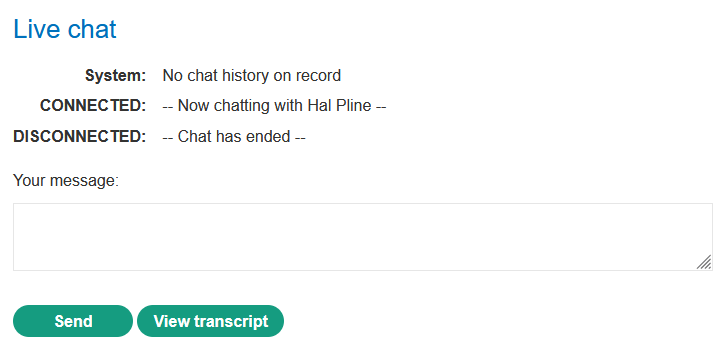 Live chat
System: No chat history on record
CONNECTED: -- Now chatting with Hal Pline --
DISCONNECTED: -- Chat has ended --
Your message:
Send View transcript